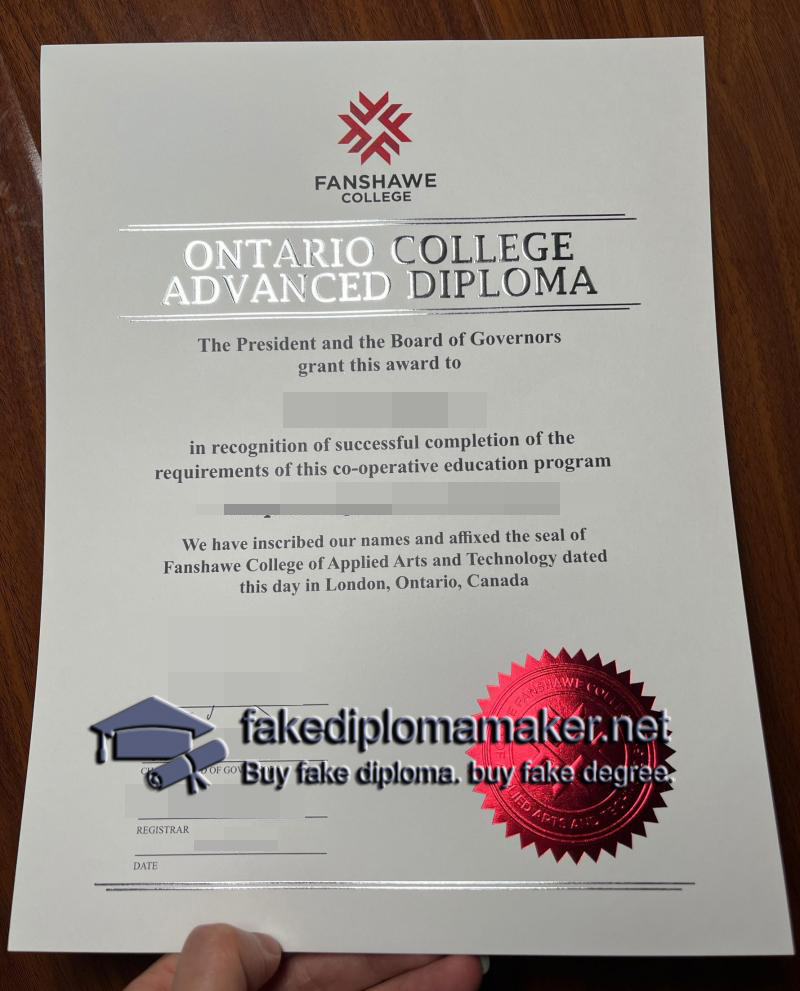 FANSHAWE
COLLEGE
ONTARIO COLLEGE
ADVANCED DIPLOMA
The President and the Board of Governors
grant this award to
in recognition of successful completion of the
requirements of this co-operative education program
We have inscribed our names and affixed the seal of
Fanshawe College of Applied Arts and Technology dated
this day in London, Ontario, Canada
fakediplomamaker.net
Buy fake diploma. buy fake degree.
REGISTRAR
DATE